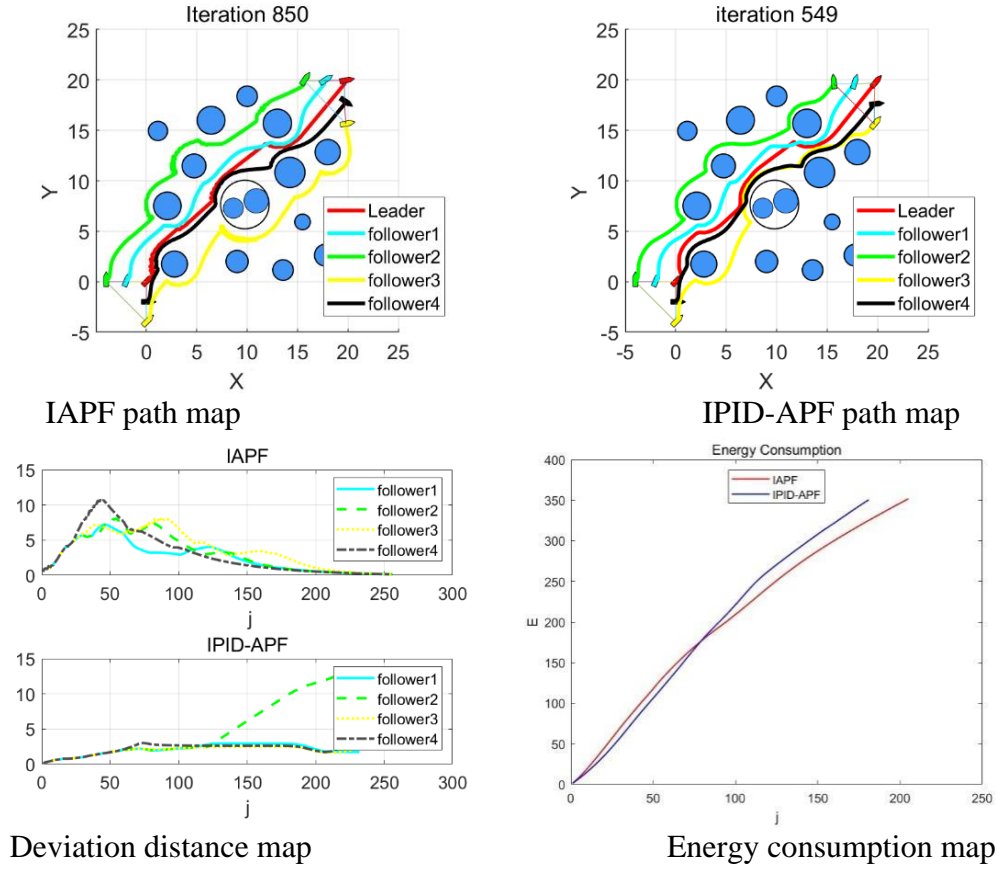 Iteration 850
25
20
15
10
5
0
-5
Y
0
5
10
15
20
25
X
Leader
follower1
follower2
follower3
follower4
IAPF path map
iteration 549
25
20
15
10
5
0
-5
Y
-5
0
5
10
15
20
25
X
Leader
follower1
follower2
follower3
follower4
IPID-APF path map
IAPF
15
10
5
0
0
50
100
150
200
250
300
j
follower1
follower2
follower3
follower4
IPID-APF
15
10
5
0
0
50
100
150
200
250
300
j
follower1
follower2
follower3
follower4
Deviation distance map
Energy Consumption
400
350
300
250
200
150
100
50
0
E
0
50
100
150
200
250
j
IAPF
IPID-APF
Energy consumption map